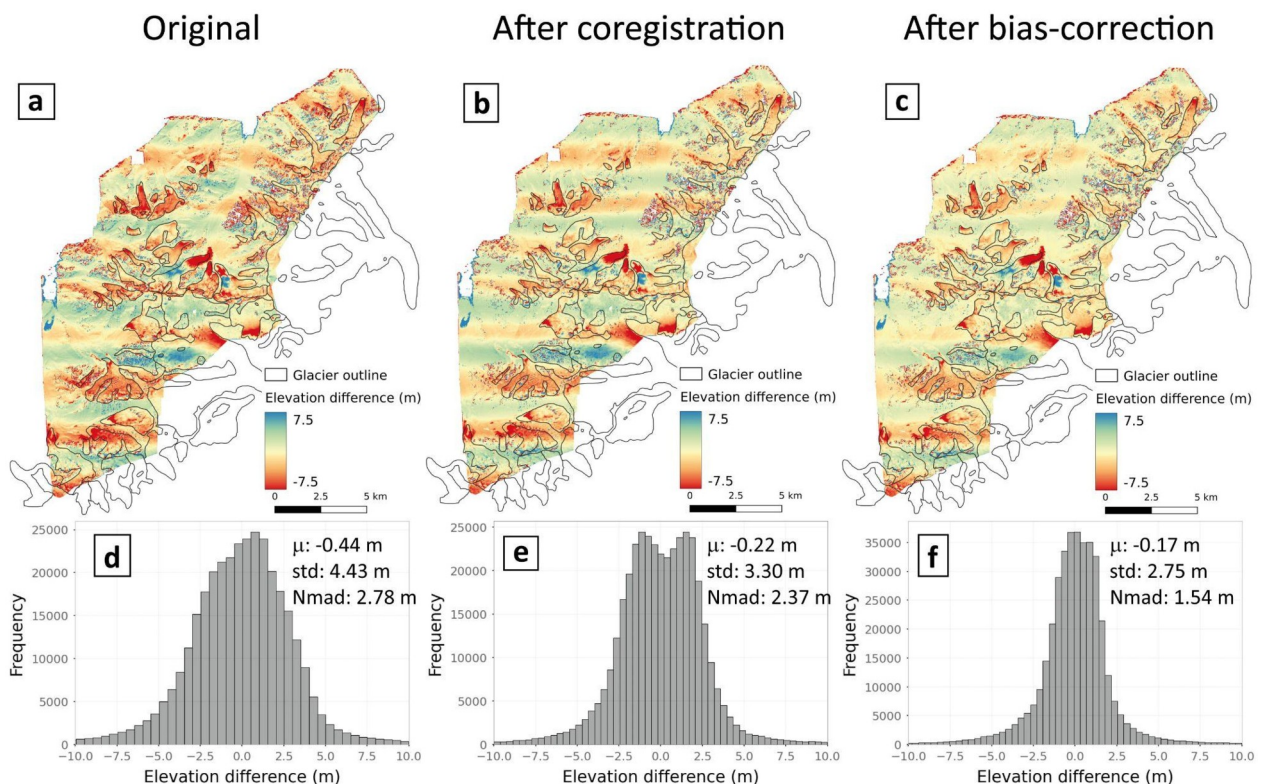 Original
After coregistration
After bias-correction
a
b
c
Glacier outline
Elevation difference (m)
7.5
-7.5
0 2.5 5 km
Glacier outline
Elevation difference (m)
7.5
-7.5
0 2.5 5 km
Glacier outline
Elevation difference (m)
7.5
-7.5
0 2.5 5 km
d
μ: -0.44 m
std: 4.43 m
Nmad: 2.78 m
Frequency
25000
20000
15000
10000
5000
0
-10.0 -7.5 -5.0 -2.5 0.0 2.5 5.0 7.5 10.0
Elevation difference (m)
e
μ: -0.22 m
std: 3.30 m
Nmad: 2.37 m
Frequency
25000
20000
15000
10000
5000
0
-10.0 -7.5 -5.0 -2.5 0.0 2.5 5.0 7.5 10.0
Elevation difference (m)
f
μ: -0.17 m
std: 2.75 m
Nmad: 1.54 m
Frequency
35000
30000
25000
20000
15000
10000
5000
0
-10.0 -7.5 -5.0 -2.5 0.0 2.5 5.0 7.5 10.0
Elevation difference (m)